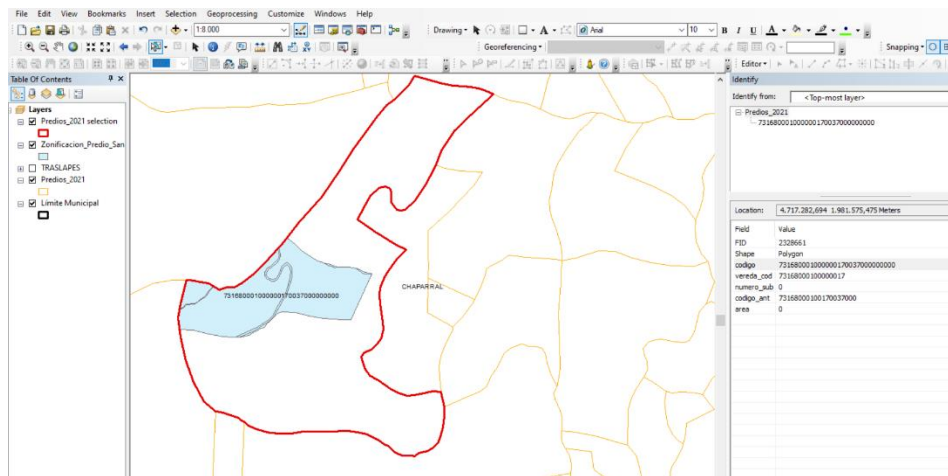 File Edit View Bookmarks Insert Selection Geoprocessing Customize Windows Help
1:8.000
Drawing
Arial
10
B I U A
Georeferencing
Snapping
Editor
Table Of Contents
Layers
Predios_2021 selection
Zonificacion_Predio_San
TRASLAPES
Predios_2021
Limite Municipal
CHAPARRAL
Identify
Identify from: <Top-most layer>
Predios_2021
Location: 4.717.282,694 1.981.575,475 Meters
Field Value
FID 2328661
Shape Polygon
codigo
vereda_cod 73168000100000017
numero_sub 0
codigo_ant 73168000100170037000
area 0